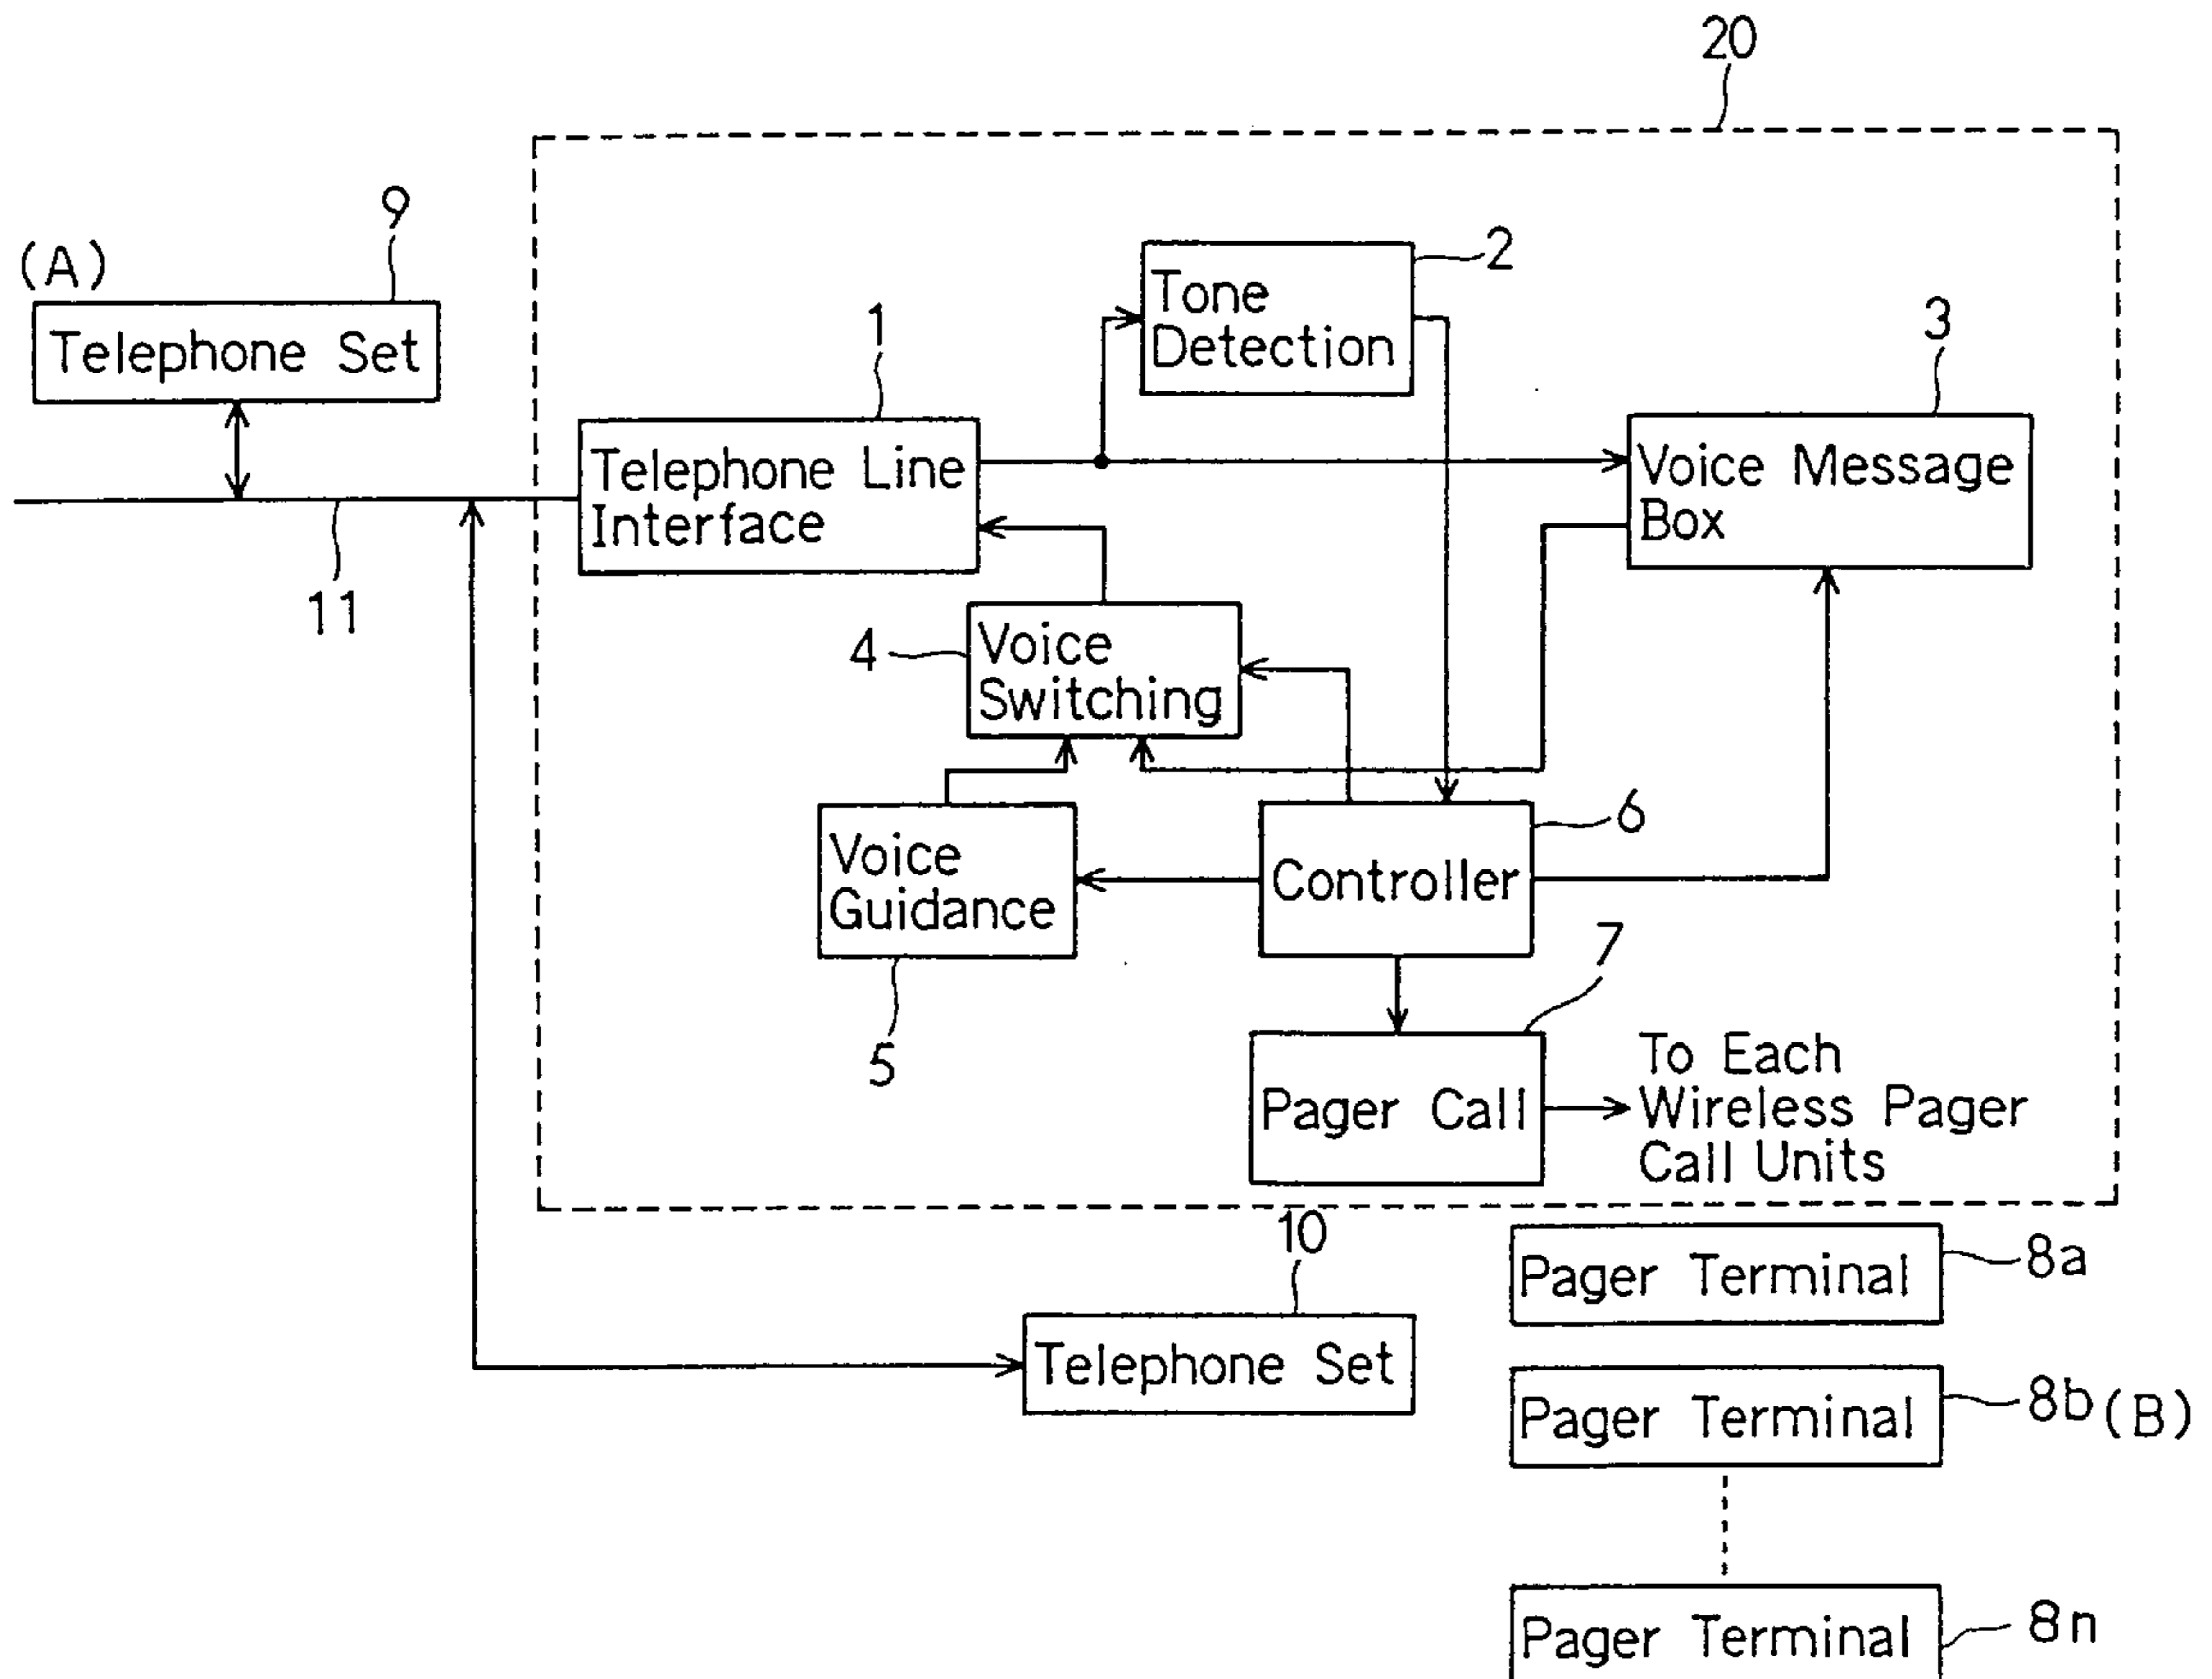 20
9
(A)
Telephone Set
2
Tone
Detection
1
3
Telephone Line
Interface
Voice Message
Box
11
4
Voice
Switching
6
Voice
Guidance
Controller
7
5
Pager Call
To Each
Wireless Pager
Call Units
10
Pager Terminal
8a
Telephone Set
Pager Terminal
8b (B)
Pager Terminal
8n